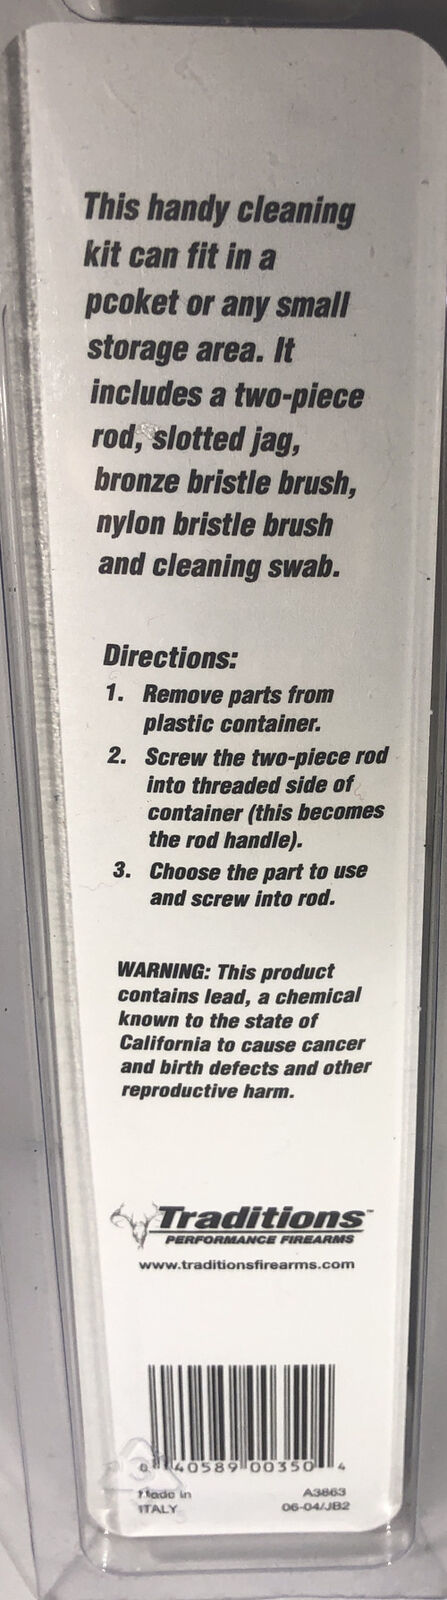 This handy cleaning
kit can fit in a
pcoket or any small
storage area. It
includes a two-piece
rod, slotted jag,
bronze bristle brush,
nylon bristle brush
and cleaning swab.
Directions:
1. Remove parts from
plastic container.
2. Screw the two-piece rod
into threaded side of
container (this becomes
the rod handle).
3. Choose the part to use
and screw into rod.
WARNING: This product
contains lead, a chemical
known to the state of
California to cause cancer
and birth defects and other
reproductive harm.
Traditions™
PERFORMANCE FIREARMS
www.traditionsfirearms.com
0 40589 00350 4
Made in
ITALY
A3863
06-04/JB2